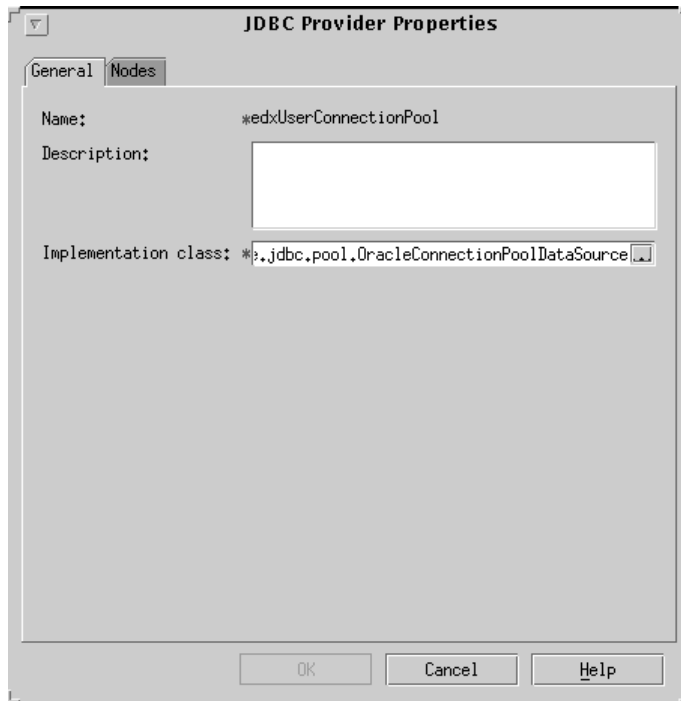 JDBC Provider Properties
General Nodes
Name: *edxUserConnectionPool
Description:
Implementation class: *e.jdbc.pool.OracleConnectionPoolDataSource ...
OK Cancel Help